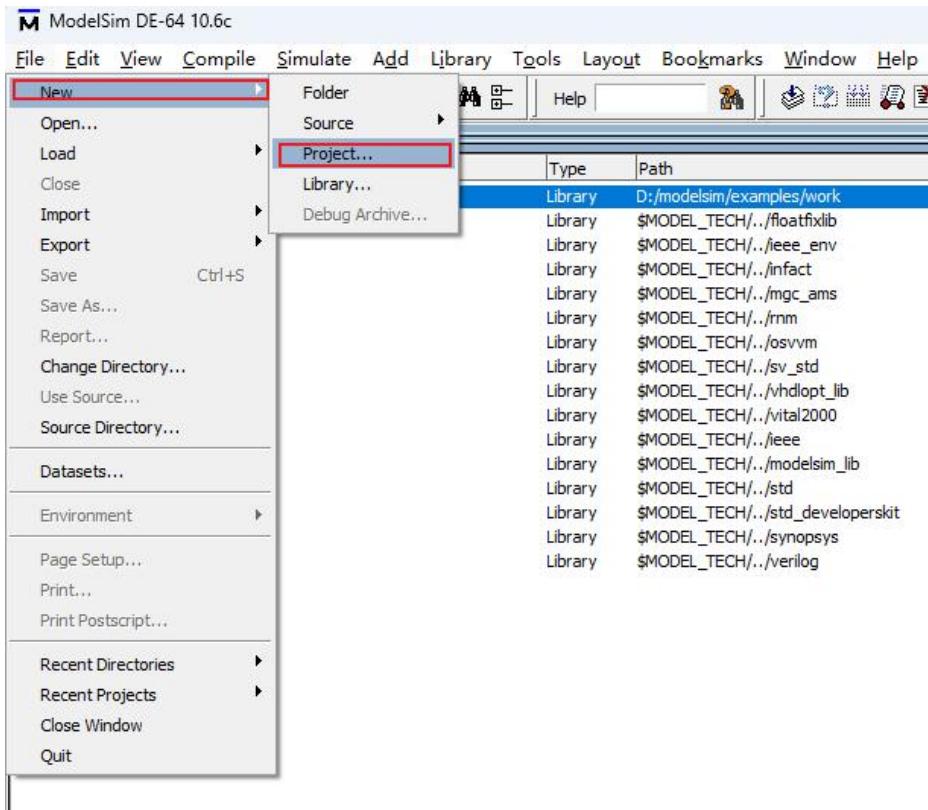 M ModelSim DE-64 10.6c
File Edit View Compile Simulate Add Library Tools Layout Bookmarks Window Help
New
Open...
Load
Close
Import
Export
Save Ctrl+S
Save As...
Report...
Change Directory...
Use Source...
Source Directory...
Datasets...
Environment
Page Setup...
Print...
Print Postscript...
Recent Directories
Recent Projects
Close Window
Quit
Folder
Source
Project...
Library...
Debug Archive...
Help
Type Path
Library D:/modelsim/examples/work
Library $MODEL_TECH/../floatfixlib
Library $MODEL_TECH/../ieee_env
Library $MODEL_TECH/../infact
Library $MODEL_TECH/../mgc_ams
Library $MODEL_TECH/../rnm
Library $MODEL_TECH/../osvvm
Library $MODEL_TECH/../sv_std
Library $MODEL_TECH/../vhdlopt_lib
Library $MODEL_TECH/../vital2000
Library $MODEL_TECH/../ieee
Library $MODEL_TECH/../modelsim_lib
Library $MODEL_TECH/../std
Library $MODEL_TECH/../std_developerskit
Library $MODEL_TECH/../synopsys
Library $MODEL_TECH/../verilog